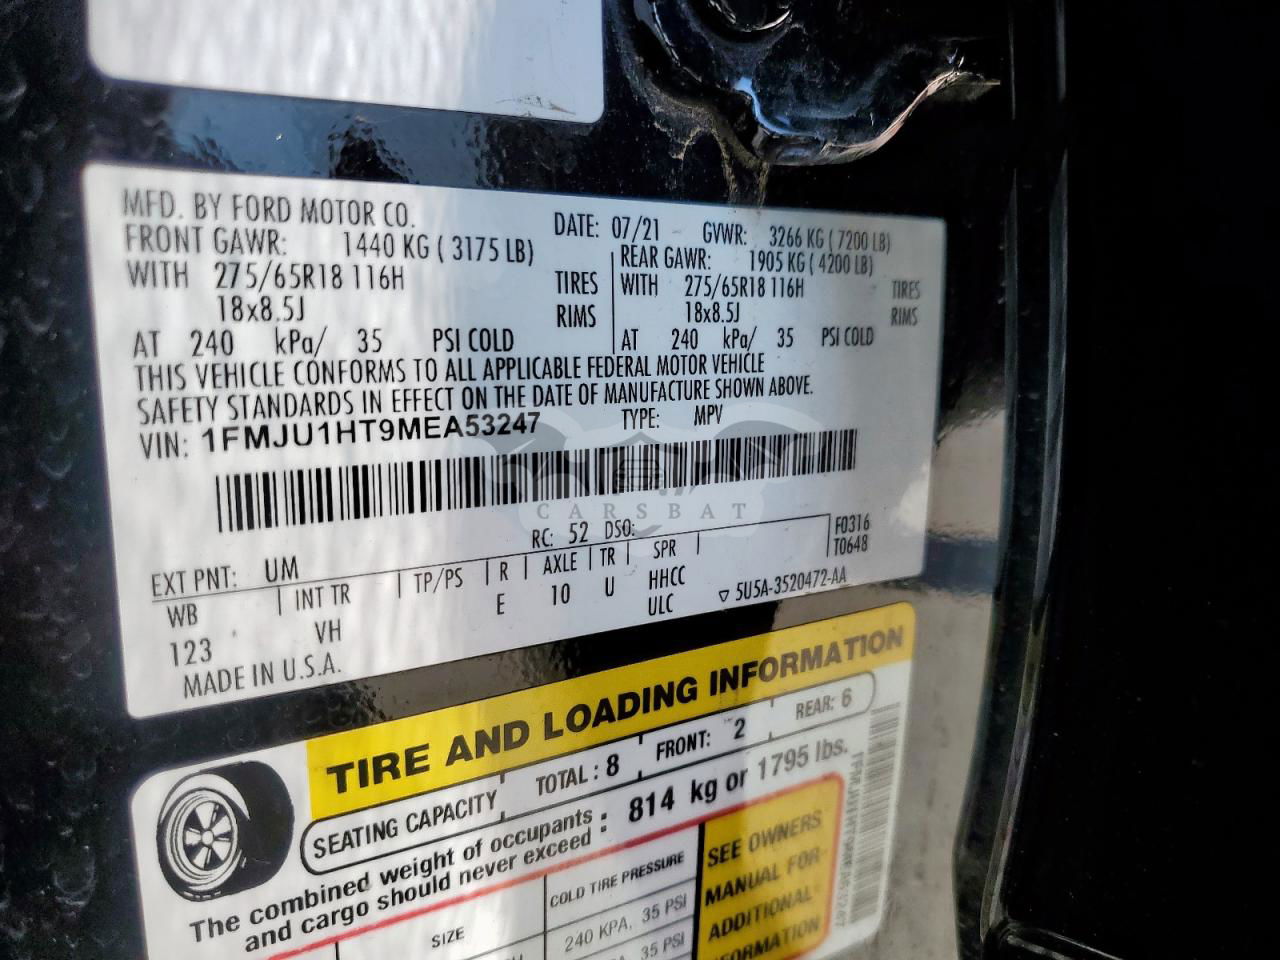 MFD. BY FORD MOTOR CO.
DATE: 07/21 GVWR: 3266 KG ( 7200 LB)
FRONT GAWR: 1440 KG ( 3175 LB)
REAR GAWR: 1905 KG ( 4200 LB)
WITH 275/65R18 116H TIRES
WITH 275/65R18 116H TIRES
18x8.5J RIMS
18x8.5J RIMS
AT 240 kPa/ 35 PSI COLD
AT 240 kPa/ 35 PSI COLD
THIS VEHICLE CONFORMS TO ALL APPLICABLE FEDERAL MOTOR VEHICLE
SAFETY STANDARDS IN EFFECT ON THE DATE OF MANUFACTURE SHOWN ABOVE.
VIN: 1FMJU1HT9MEA53247 TYPE: MPV
CARSBAT
RC: 52 DSO:
F0316
T0648
EXT PNT: UM
WB INT TR TP/PS R AXLE TR SPR
123 VH E 10 U HHCC
ULC
5U5A-3520472-AA
MADE IN U.S.A.
TIRE AND LOADING INFORMATION
SEATING CAPACITY TOTAL : 8 FRONT: 2 REAR: 6
The combined weight of occupants
and cargo should never exceed : 814 kg or 1795 lbs.
SIZE COLD TIRE PRESSURE
240 KPA, 35 PSI
35 PSI
SEE OWNERS
MANUAL FOR
ADDITIONAL
INFORMATION